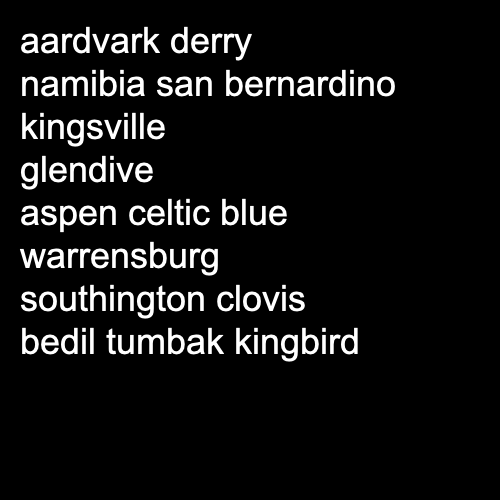 aardvark derry
namibia san bernardino
kingsville
glendive
aspen celtic blue
warrensburg
southington clovis
bedil tumbak kingbird